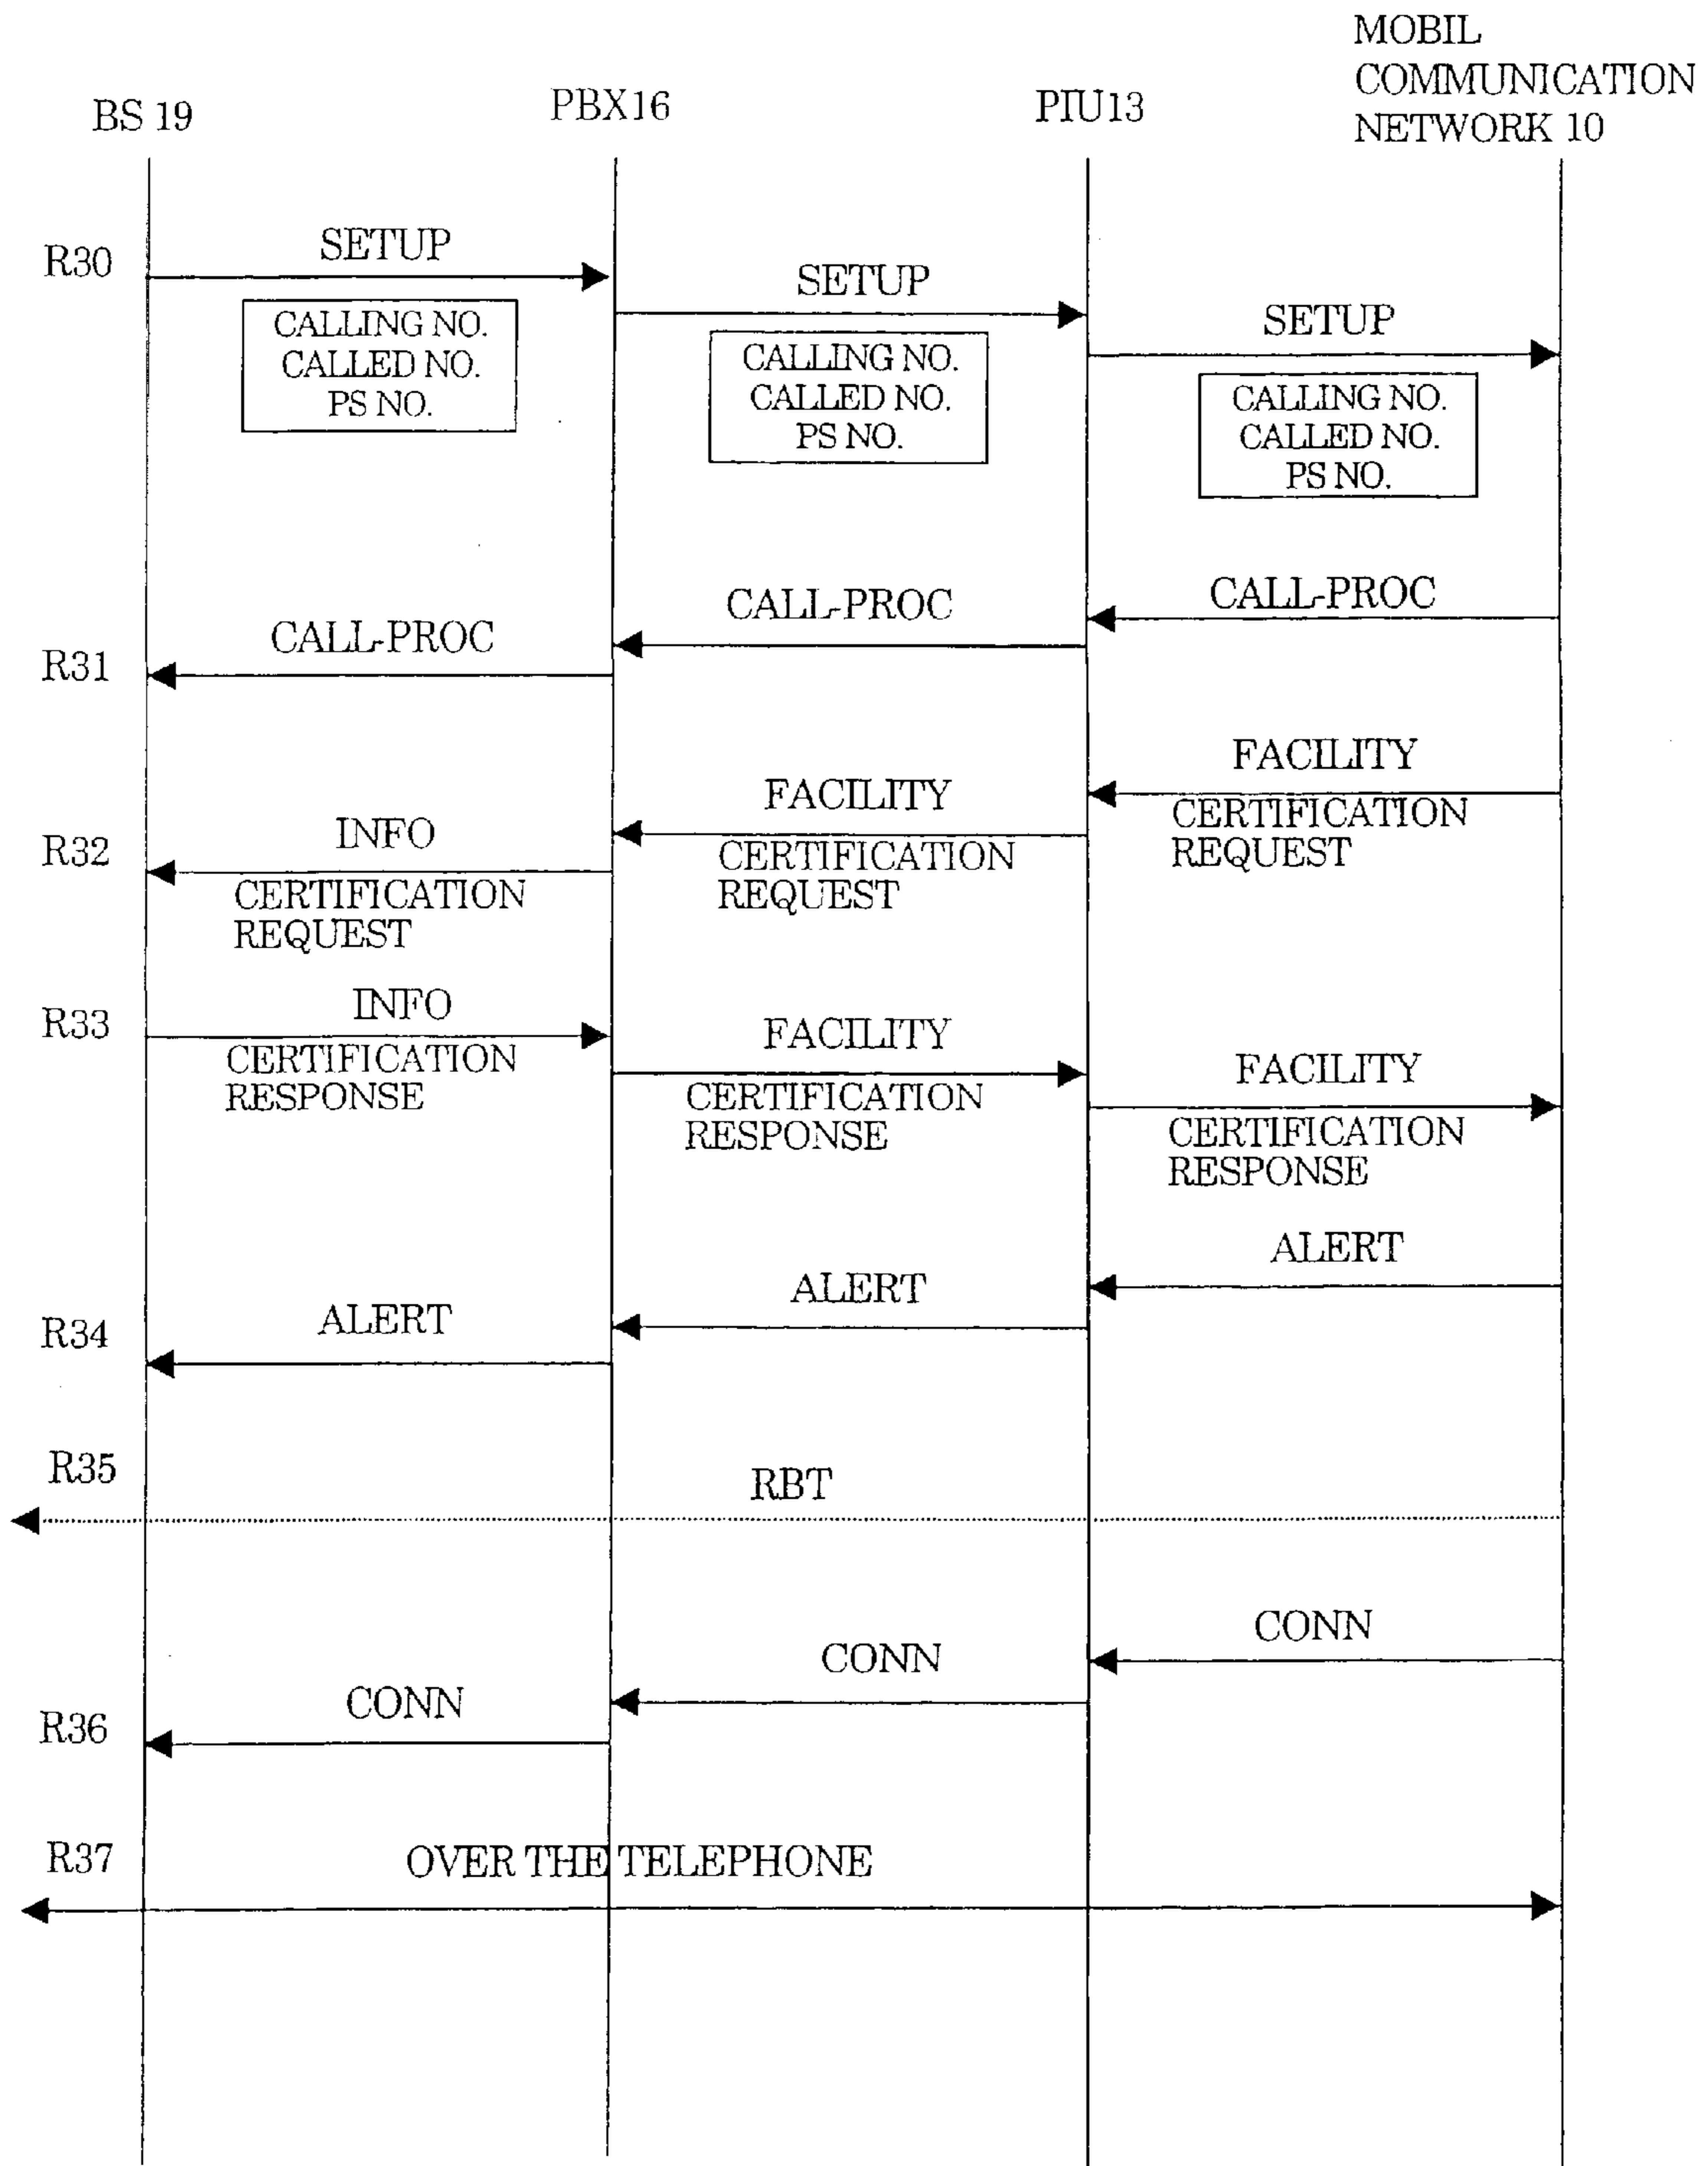 MOBIL
COMMUNICATION
NETWORK 10
BS 19
PBX16
PIU13
R30
SETUP
CALLING NO.
CALLED NO.
PS NO.
SETUP
CALLING NO.
CALLED NO.
PS NO.
SETUP
CALLING NO.
CALLED NO.
PS NO.
CALL-PROC
CALL-PROC
CALL-PROC
R31
FACILITY
CERTIFICATION
REQUEST
FACILITY
CERTIFICATION
REQUEST
R32
INFO
CERTIFICATION
REQUEST
R33
INFO
CERTIFICATION
RESPONSE
FACILITY
CERTIFICATION
RESPONSE
FACILITY
CERTIFICATION
RESPONSE
ALERT
ALERT
ALERT
R34
R35
RBT
CONN
CONN
CONN
R36
R37
OVER THE TELEPHONE